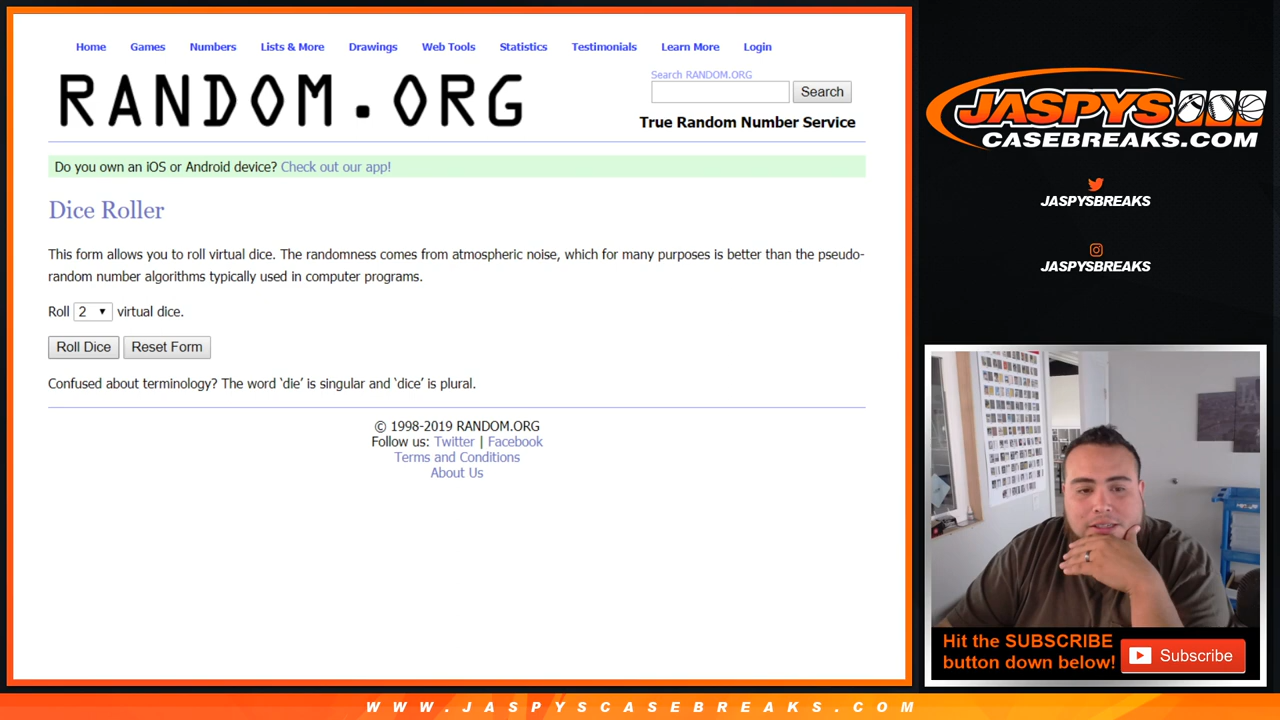 Home Games Numbers Lists & More Drawings Web Tools Statistics Testimonials Learn More Login
RANDOM.ORG
Search RANDOM.ORG
Search
True Random Number Service
Do you own an iOS or Android device? Check out our app!
Dice Roller
This form allows you to roll virtual dice. The randomness comes from atmospheric noise, which for many purposes is better than the pseudo-
random number algorithms typically used in computer programs.
Roll 2 virtual dice.
Roll Dice Reset Form
Confused about terminology? The word ‘die’ is singular and ‘dice’ is plural.
© 1998-2019 RANDOM.ORG
Follow us: Twitter | Facebook
Terms and Conditions
About Us
JASPYS
CASEBREAKS.COM
JASPYSBREAKS
JASPYSBREAKS
Hit the SUBSCRIBE
button down below!
Subscribe
WWW.JASPYSCASEBREAKS.COM